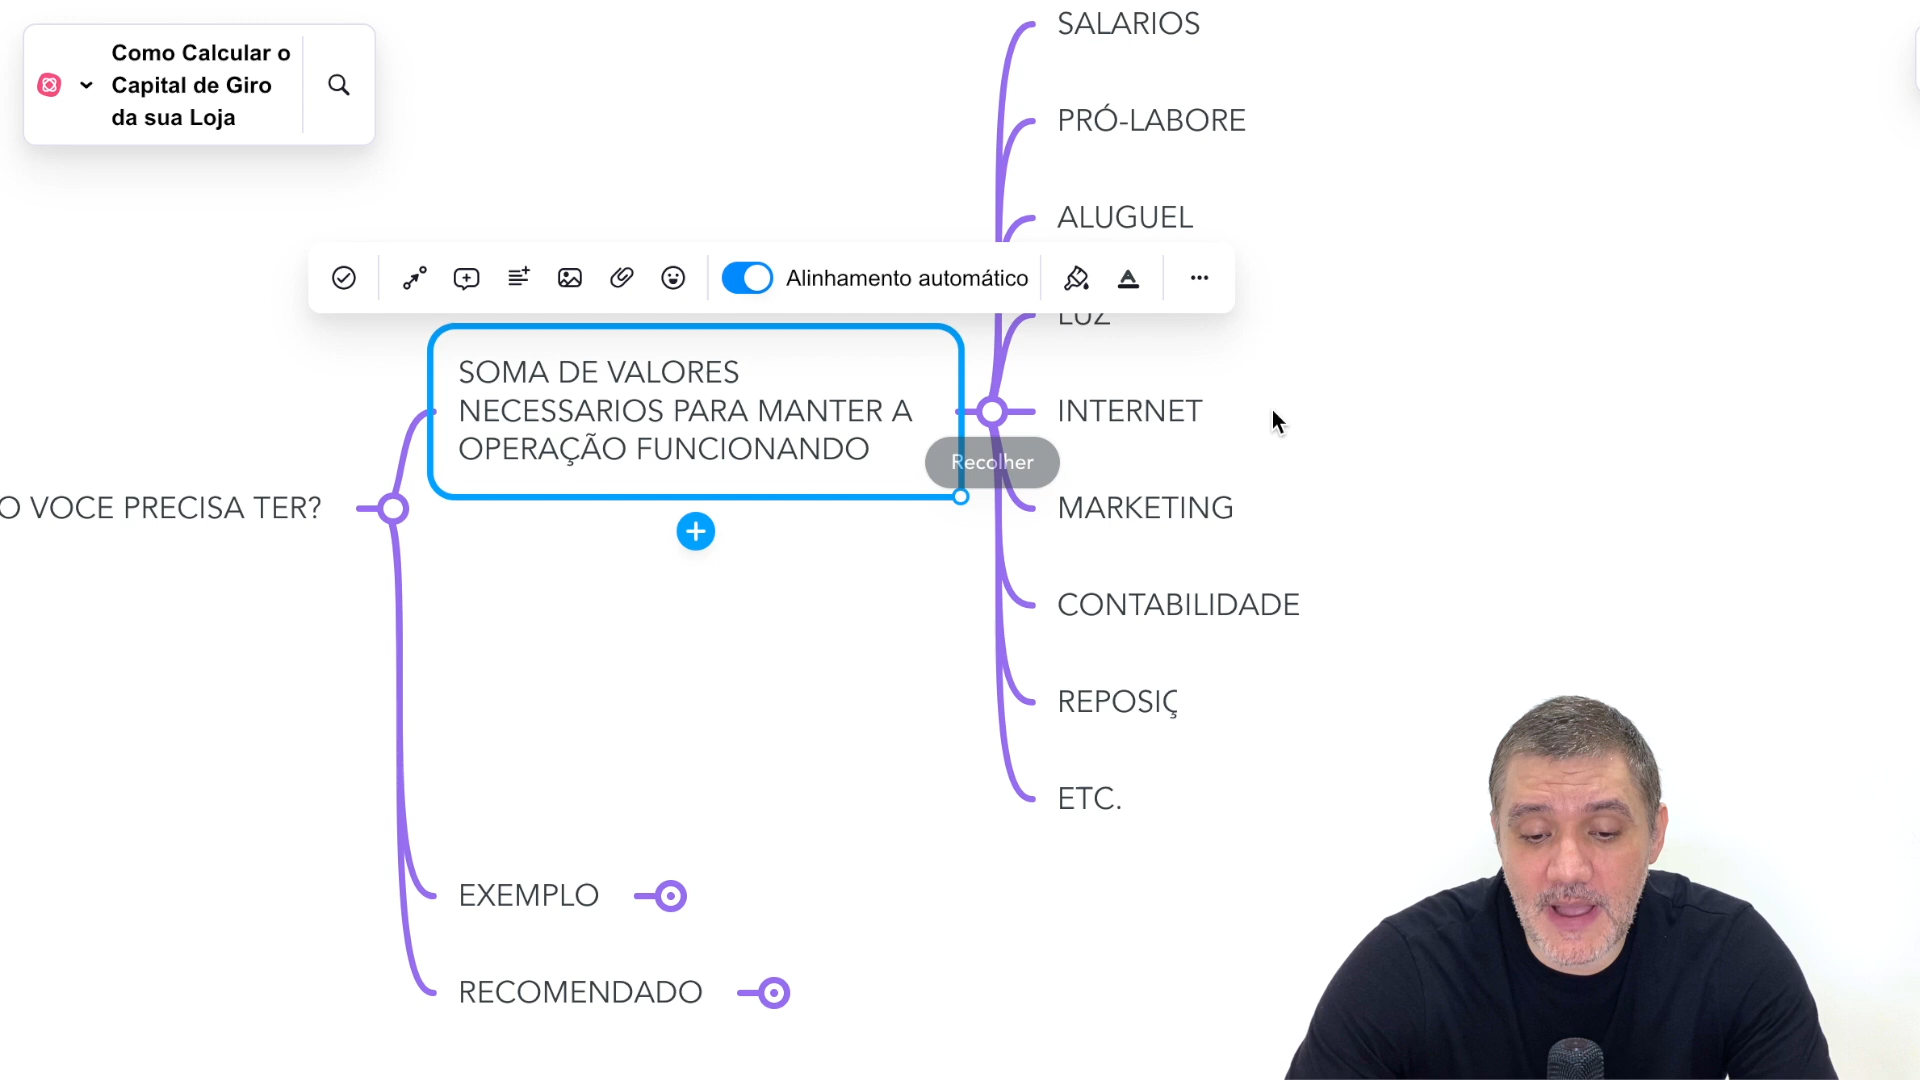 Como Calcular o
Capital de Giro
da sua Loja
SALARIOS
PRÓ-LABORE
ALUGUEL
Alinhamento automático
LUZ
SOMA DE VALORES
NECESSARIOS PARA MANTER A
OPERAÇÃO FUNCIONANDO
INTERNET
Recolher
O VOCE PRECISA TER?
MARKETING
CONTABILIDADE
REPOSIÇ
ETC.
EXEMPLO
RECOMENDADO